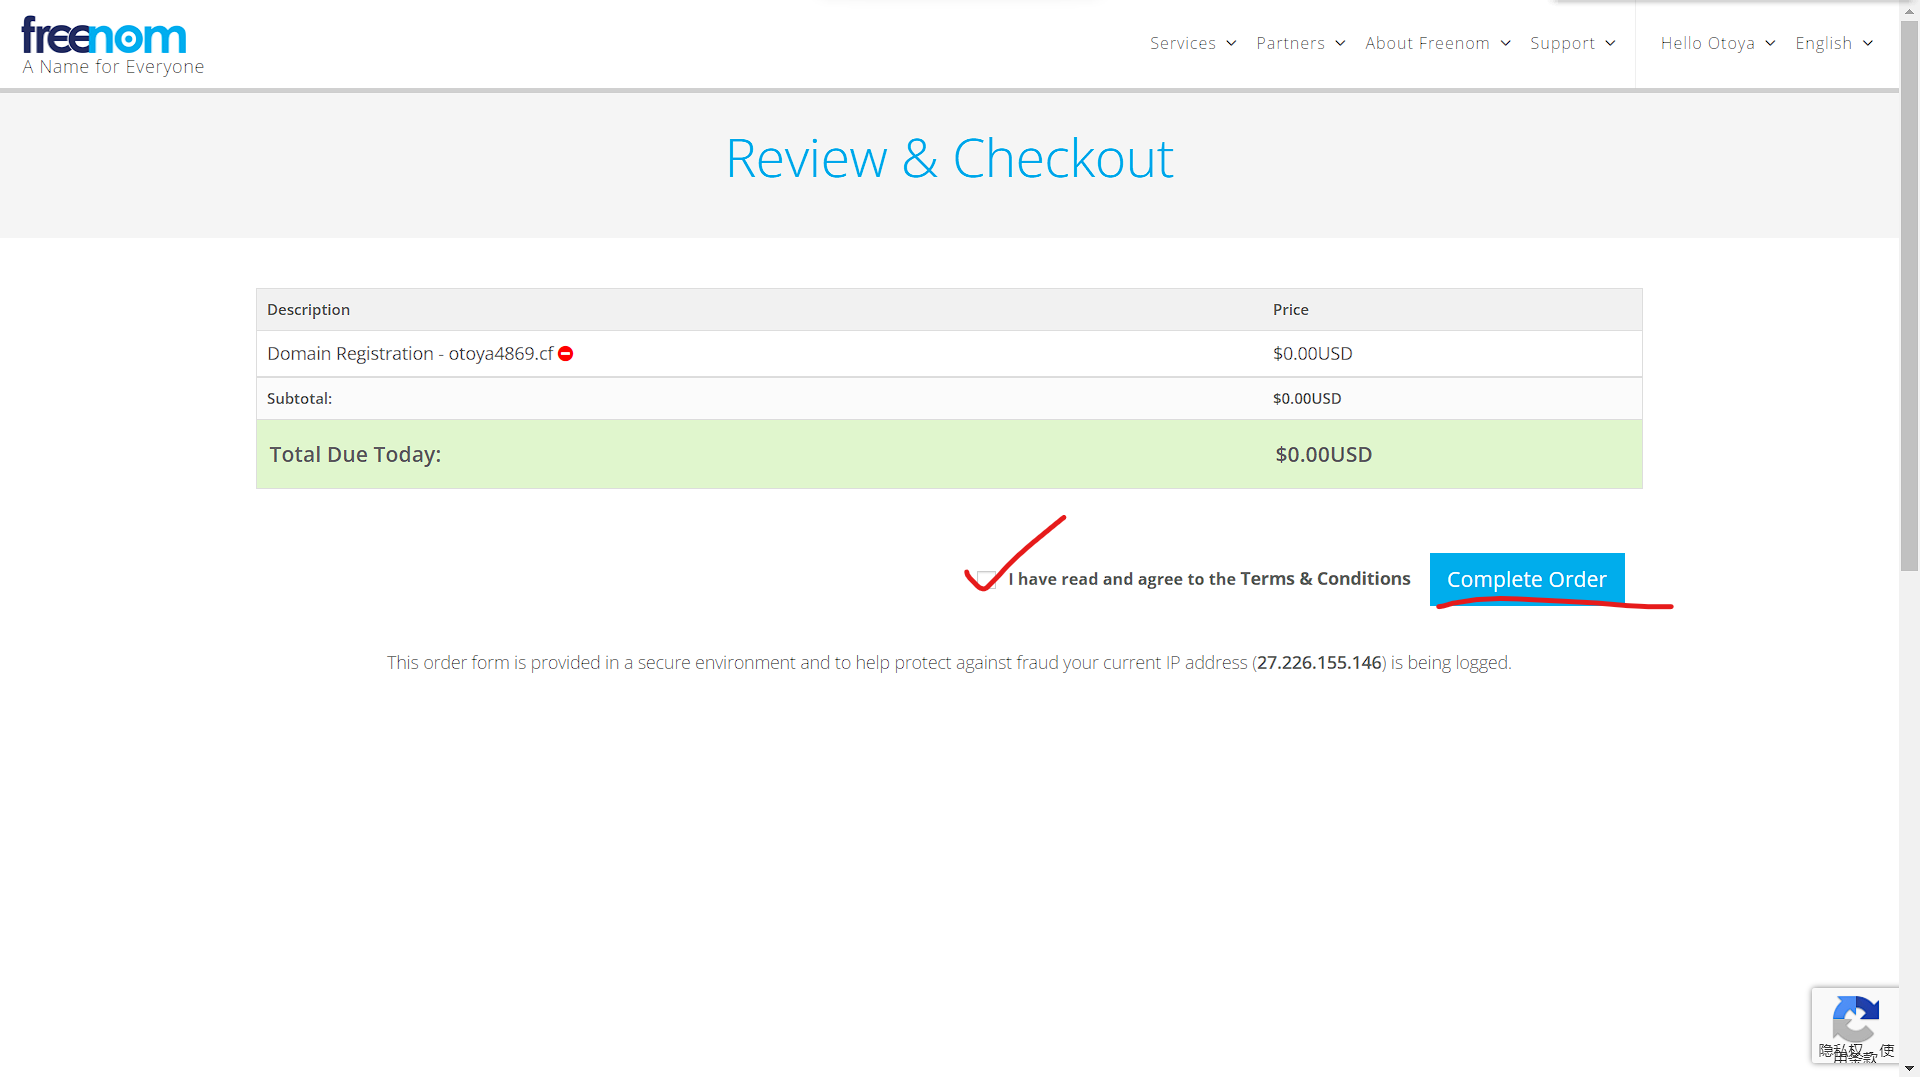 freenom
A Name for Everyone
Services Partners About Freenom Support Hello Otoya English
Review & Checkout
Description Price
Domain Registration - otoya4869.cf $0.00USD
Subtotal: $0.00USD
Total Due Today: $0.00USD
I have read and agree to the Terms & Conditions Complete Order
This order form is provided in a secure environment and to help protect against fraud your current IP address (27.226.155.146) is being logged.
隐私权 - 使
用条款